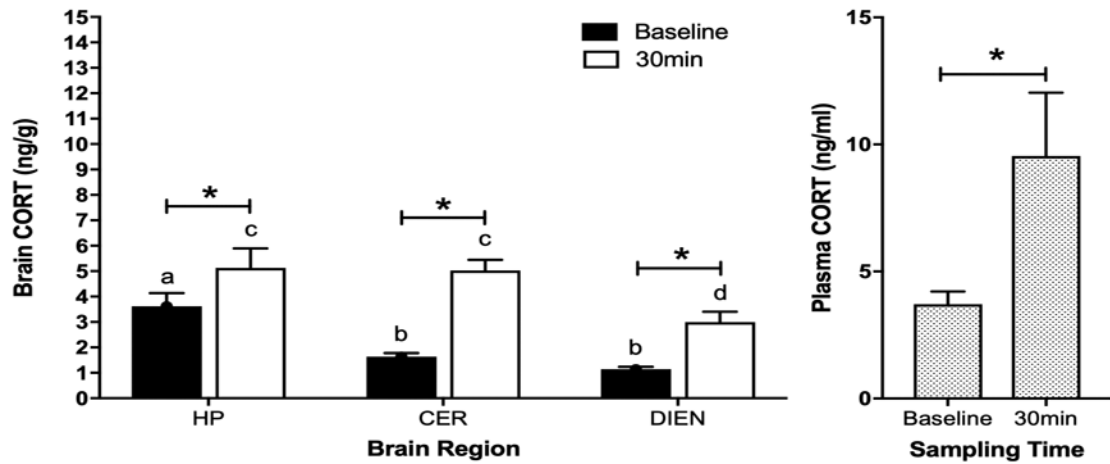 Brain CORT (ng/g)
15
14
13
12
11
10
9
8
7
6
5
4
3
2
1
0
Baseline
30min
*
*
*
a
c
b
c
b
d
HP
CER
DIEN
Brain Region
Plasma CORT (ng/ml)
15
10
5
0
*
Baseline
30min
Sampling Time